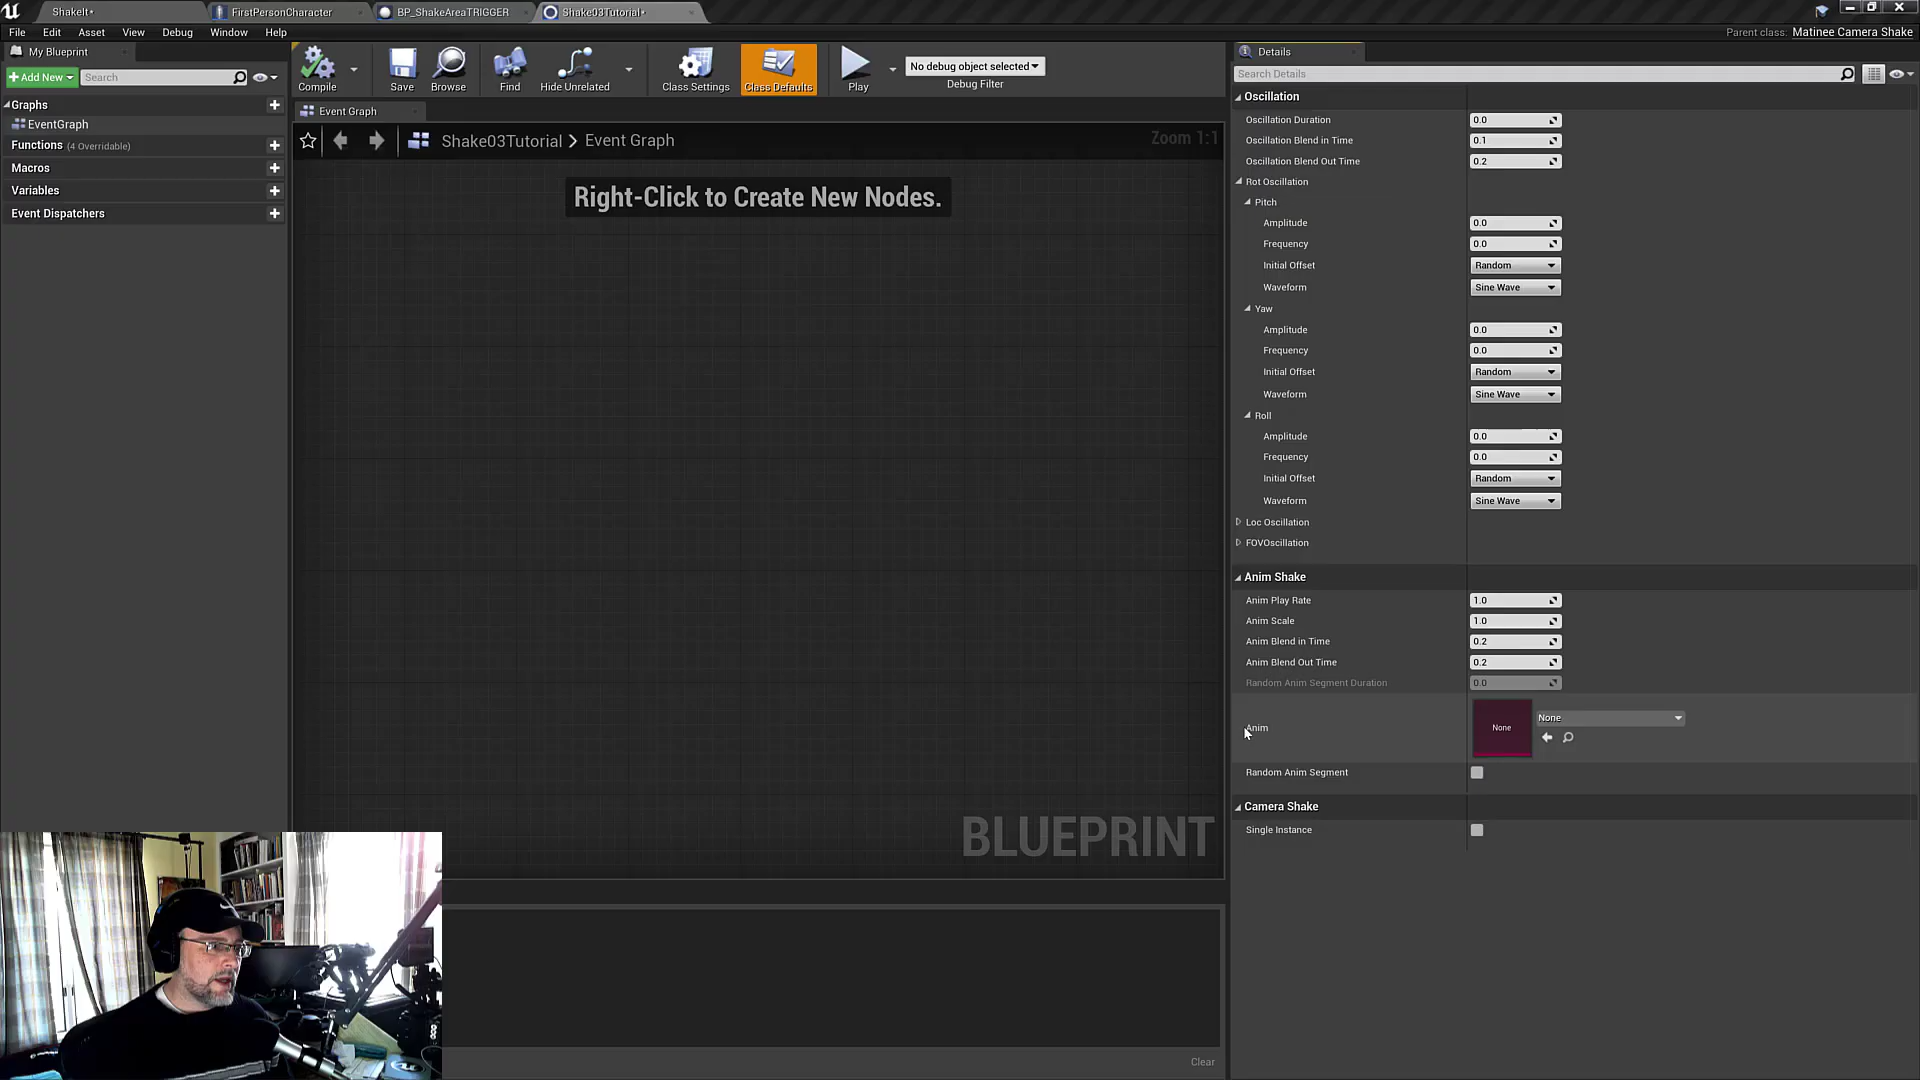 ShakeIt•
FirstPersonCharacter
BP_ShakeAreaTRIGGER
Shake03Tutorial•
File Edit Asset View Debug Window Help
Parent class: Matinee Camera Shake
My Blueprint
+Add New Search
Graphs
EventGraph
Functions (4 Overridable)
Macros
Variables
Event Dispatchers
Compile
Save
Browse
Find
Hide Unrelated
Class Settings
Class Defaults
Play
No debug object selected
Debug Filter
Event Graph
Shake03Tutorial > Event Graph
Zoom 1:1
Right-Click to Create New Nodes.
BLUEPRINT
Clear
Details
Search Details
Oscillation
Oscillation Duration 0.0
Oscillation Blend in Time 0.1
Oscillation Blend Out Time 0.2
Rot Oscillation
Pitch
Amplitude 0.0
Frequency 0.0
Initial Offset Random
Waveform Sine Wave
Yaw
Amplitude 0.0
Frequency 0.0
Initial Offset Random
Waveform Sine Wave
Roll
Amplitude 0.0
Frequency 0.0
Initial Offset Random
Waveform Sine Wave
Loc Oscillation
FOVOscillation
Anim Shake
Anim Play Rate 1.0
Anim Scale 1.0
Anim Blend in Time 0.2
Anim Blend Out Time 0.2
Random Anim Segment Duration 0.0
Anim None None
Random Anim Segment
Camera Shake
Single Instance